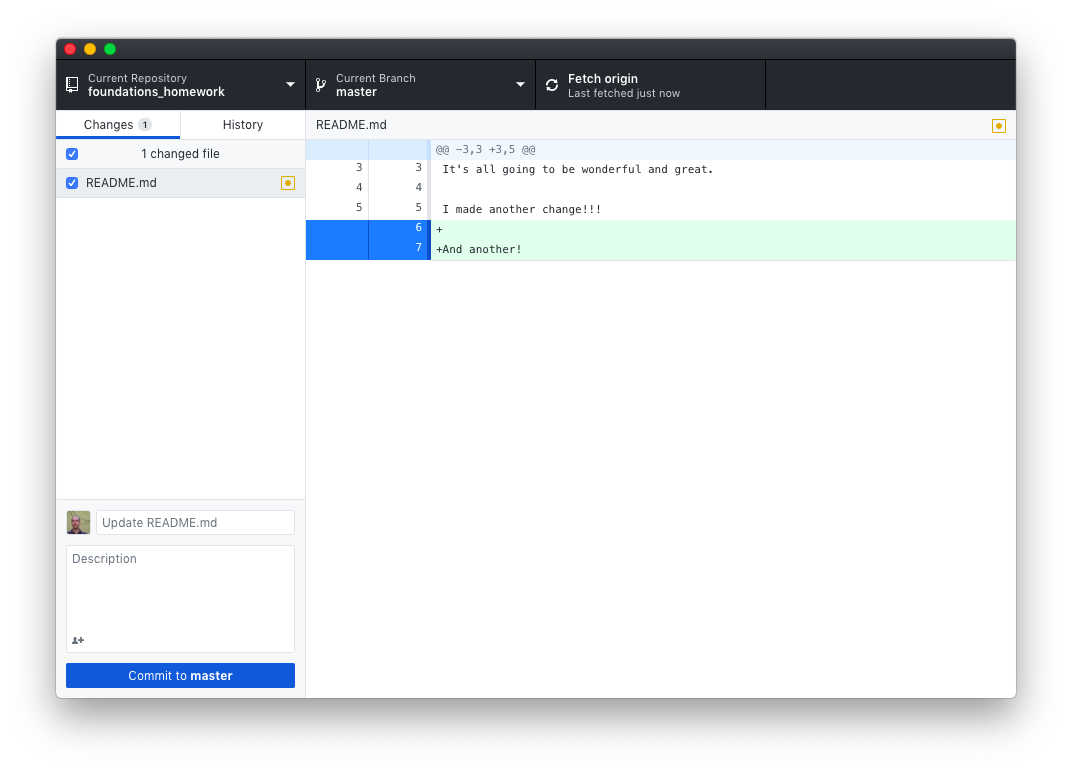 Current Repository
foundations_homework
Current Branch
master
Fetch origin
Last fetched just now
Changes 1
History
1 changed file
README.md
README.md
@@ -3,3 +3,5 @@
3 3 It's all going to be wonderful and great.
4 4
5 5 I made another change!!!
6 +
7 +And another!
Update README.md
Description
Commit to master